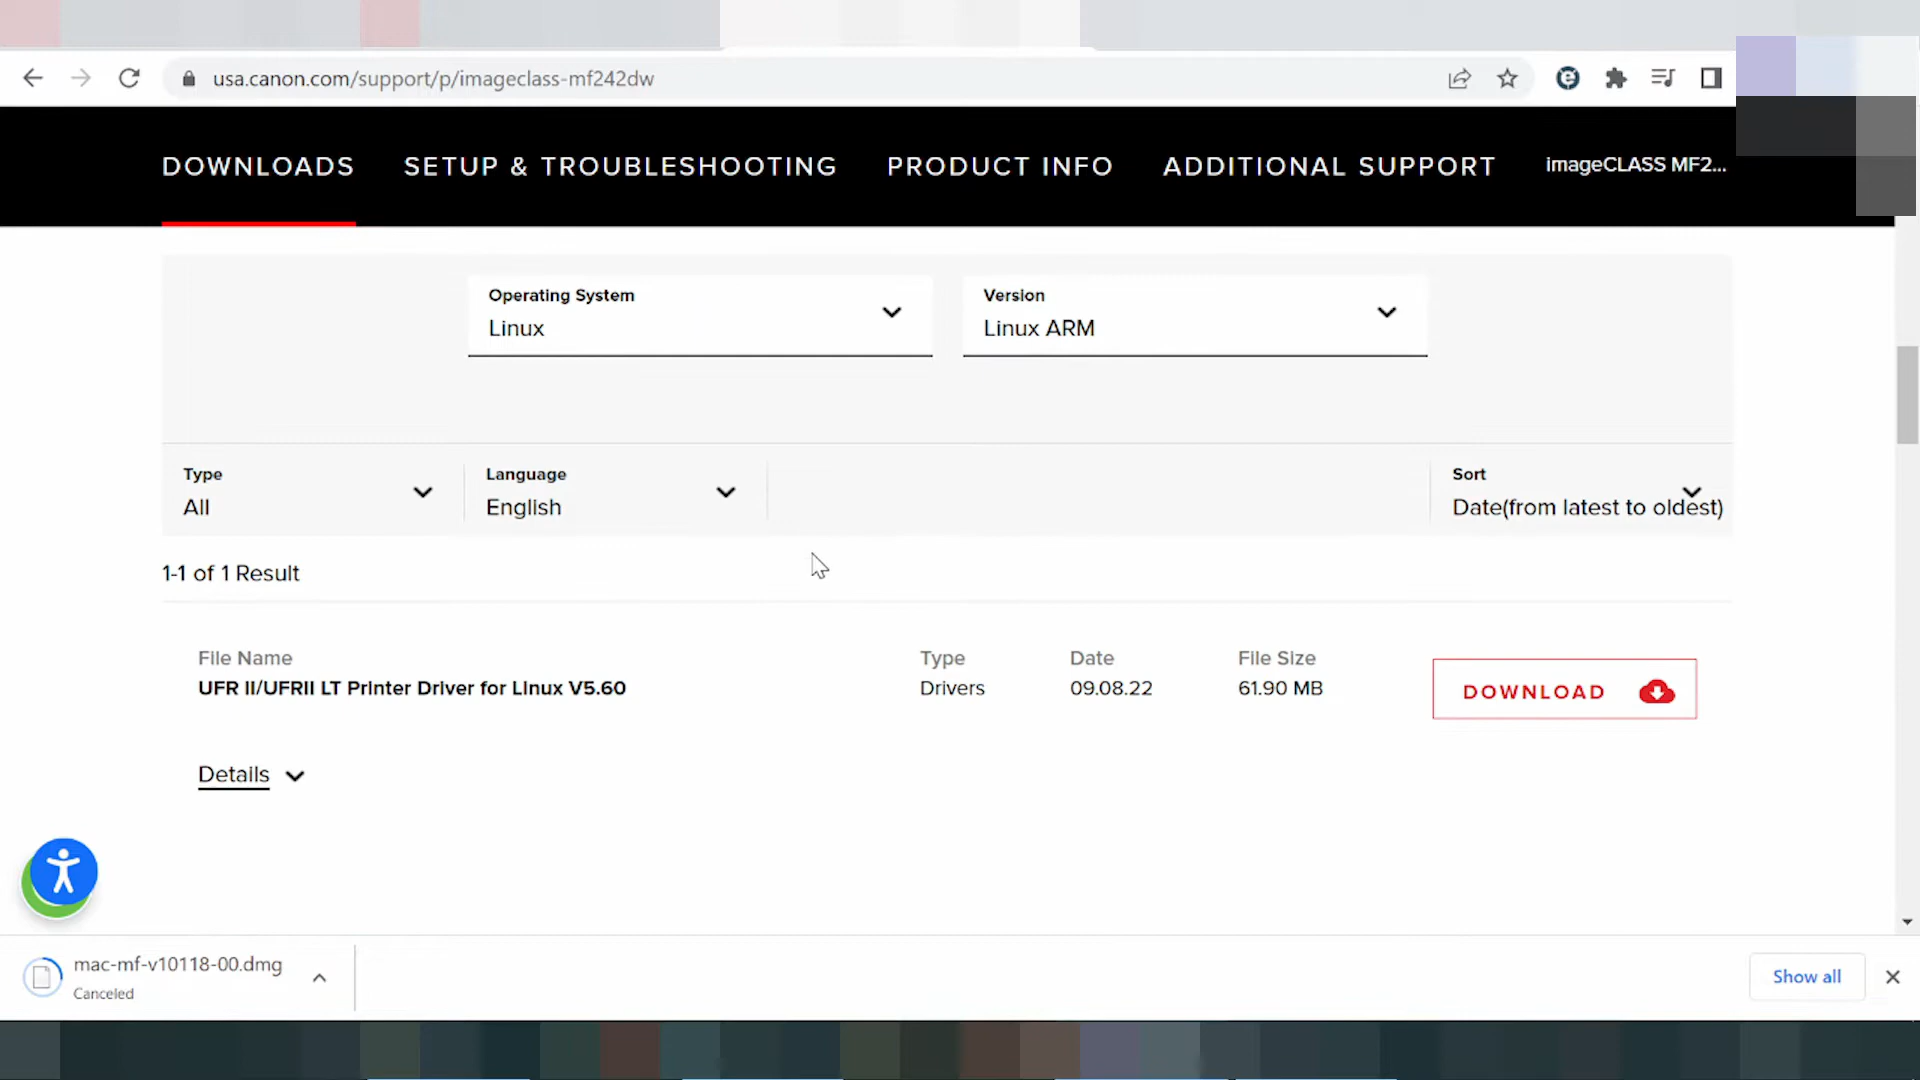 usa.canon.com/support/p/imageclass-mf242dw
DOWNLOADS SETUP & TROUBLESHOOTING PRODUCT INFO ADDITIONAL SUPPORT imageCLASS MF2...
Operating System Version
Linux Linux ARM
Type Language Sort
All English Date(from latest to oldest)
1-1 of 1 Result
File Name Type Date File Size
UFR II/UFRII LT Printer Driver for Linux V5.60 Drivers 09.08.22 61.90 MB
DOWNLOAD
Details
mac-mf-v10118-00.dmg
Canceled
Show all